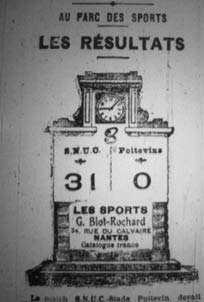 AU PARC DES SPORTS
LES RÉSULTATS
8
S.N.U.C. Poitevins
31 0
LES SPORTS
G. Blot-Rochard
24, RUE DU CALVAIRE
NANTES
Catalogue franco
Le match S.N.U.C.-Stade Poitevin devait